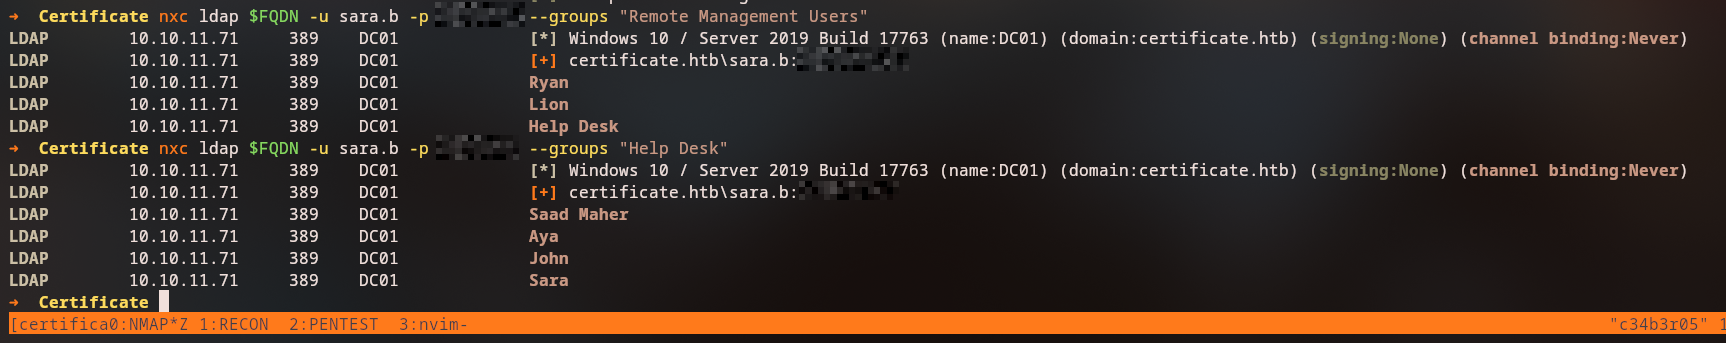 ➜  Certificate nxc ldap $FQDN -u sara.b -p --groups "Remote Management Users"
LDAP 10.10.11.71 389 DC01 [*] Windows 10 / Server 2019 Build 17763 (name:DC01) (domain:certificate.htb) (signing:None) (channel binding:Never)
LDAP 10.10.11.71 389 DC01 [+] certificate.htb\sara.b:
LDAP 10.10.11.71 389 DC01 Ryan
LDAP 10.10.11.71 389 DC01 Lion
LDAP 10.10.11.71 389 DC01 Help Desk
➜  Certificate nxc ldap $FQDN -u sara.b -p --groups "Help Desk"
LDAP 10.10.11.71 389 DC01 [*] Windows 10 / Server 2019 Build 17763 (name:DC01) (domain:certificate.htb) (signing:None) (channel binding:Never)
LDAP 10.10.11.71 389 DC01 [+] certificate.htb\sara.b:
LDAP 10.10.11.71 389 DC01 Saad Maher
LDAP 10.10.11.71 389 DC01 Aya
LDAP 10.10.11.71 389 DC01 John
LDAP 10.10.11.71 389 DC01 Sara
➜  Certificate
[certifica0:NMAP*Z 1:RECON  2:PENTEST  3:nvim- "c34b3r05" 1